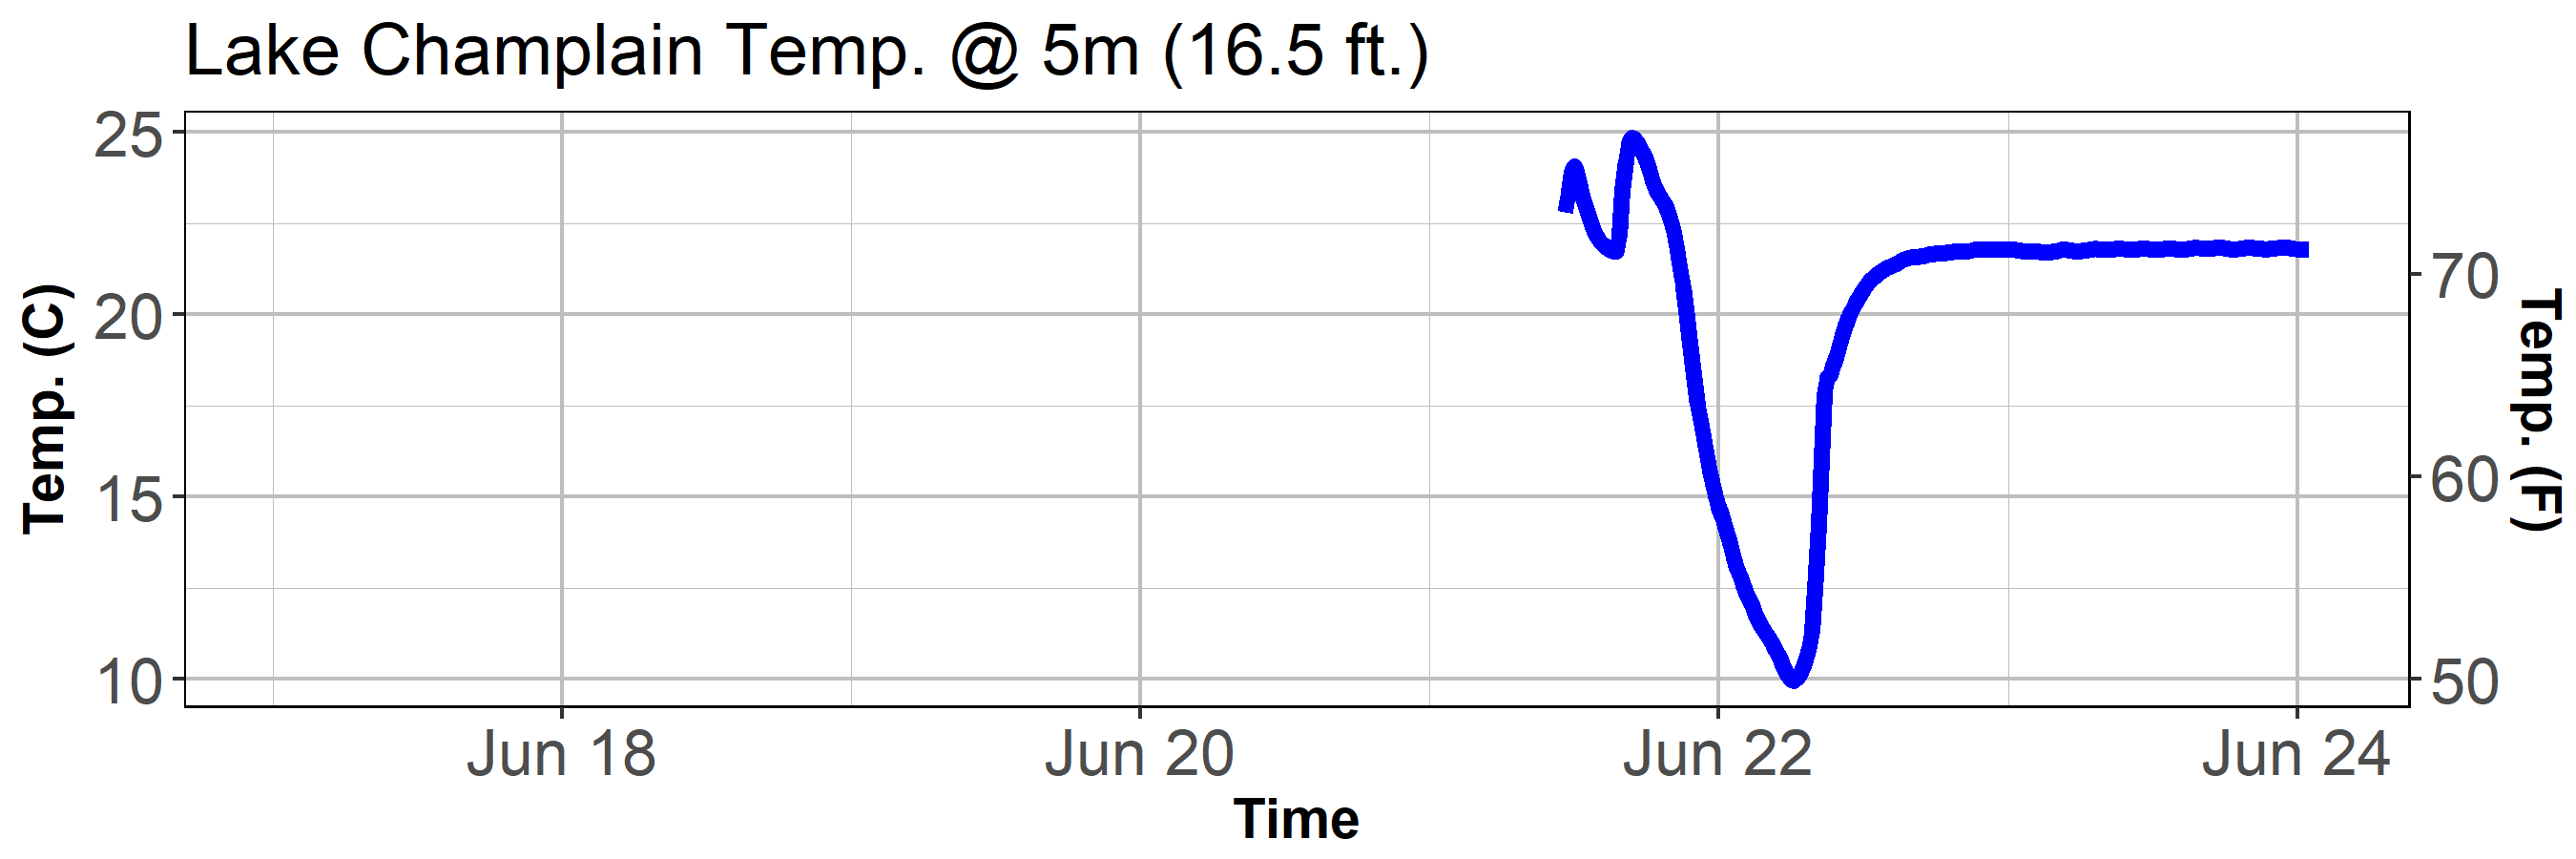 Lake Champlain Temp. @ 5m (16.5 ft.)
Temp. (C)
25
20
15
10
70
60
50
Temp. (F)
Jun 18 Jun 20 Jun 22 Jun 24
Time